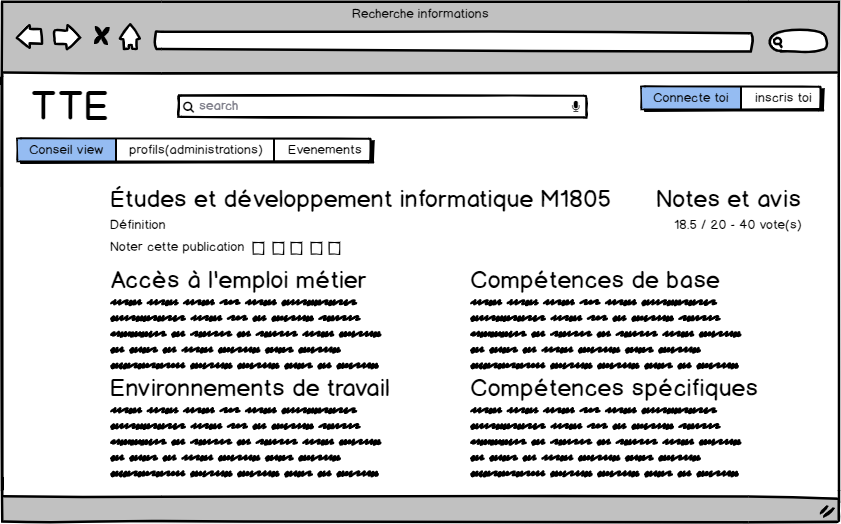 Recherche informations
TTE
search
Connecte toi
inscris toi
Conseil view
profils(administrations)
Evenements
Études et développement informatique M1805
Notes et avis
Définition
18.5 / 20 - 40 vote(s)
Noter cette publication
Accès à l'emploi métier
Compétences de base
Environnements de travail
Compétences spécifiques